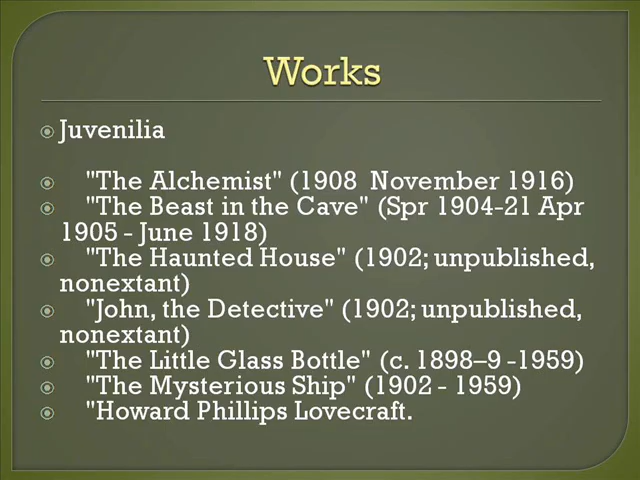 Works
Juvenilia
"The Alchemist" (1908 November 1916)
"The Beast in the Cave" (Spr 1904-21 Apr
1905 - June 1918)
"The Haunted House" (1902; unpublished,
nonextant)
"John, the Detective" (1902; unpublished,
nonextant)
"The Little Glass Bottle" (c. 1898–9 -1959)
"The Mysterious Ship" (1902 - 1959)
"Howard Phillips Lovecraft.